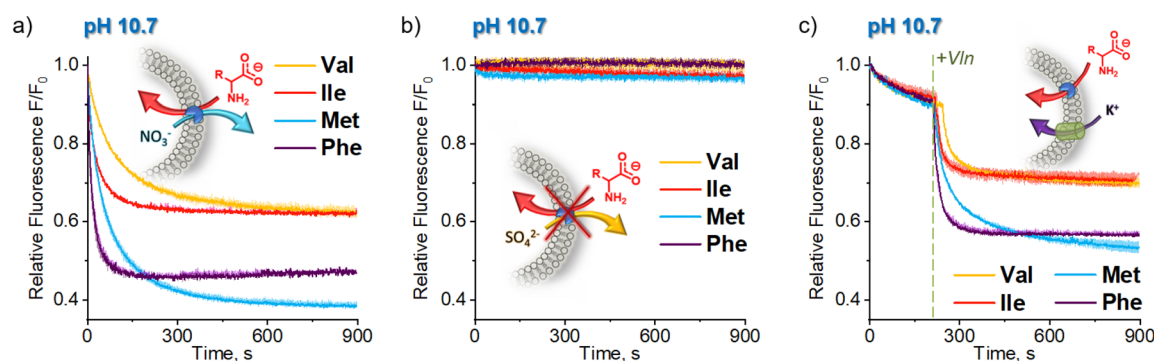 a)
pH 10.7
Relative Fluorescence F/F₀
1.0
0.8
0.6
0.4
0
300
600
900
Time, s
Val
Ile
Met
Phe
R
O
O
⊖
NH₂
NO₃⁻
b)
pH 10.7
Relative Fluorescence F/F₀
1.0
0.8
0.6
0.4
0
300
600
900
Time, s
Val
Ile
Met
Phe
R
O
O
⊖
NH₂
SO₄²⁻
c)
pH 10.7
Relative Fluorescence F/F₀
1.0
0.8
0.6
0.4
0
300
600
900
Time, s
+Vln
R
O
O
⊖
NH₂
K⁺
Val Met
Ile Phe